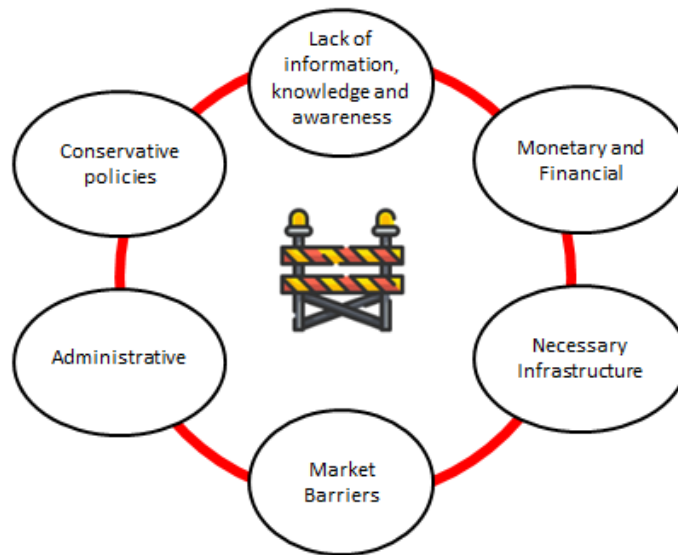 Lack of
information,
knowledge and
awareness
Monetary and
Financial
Necessary
Infrastructure
Market
Barriers
Administrative
Conservative
policies